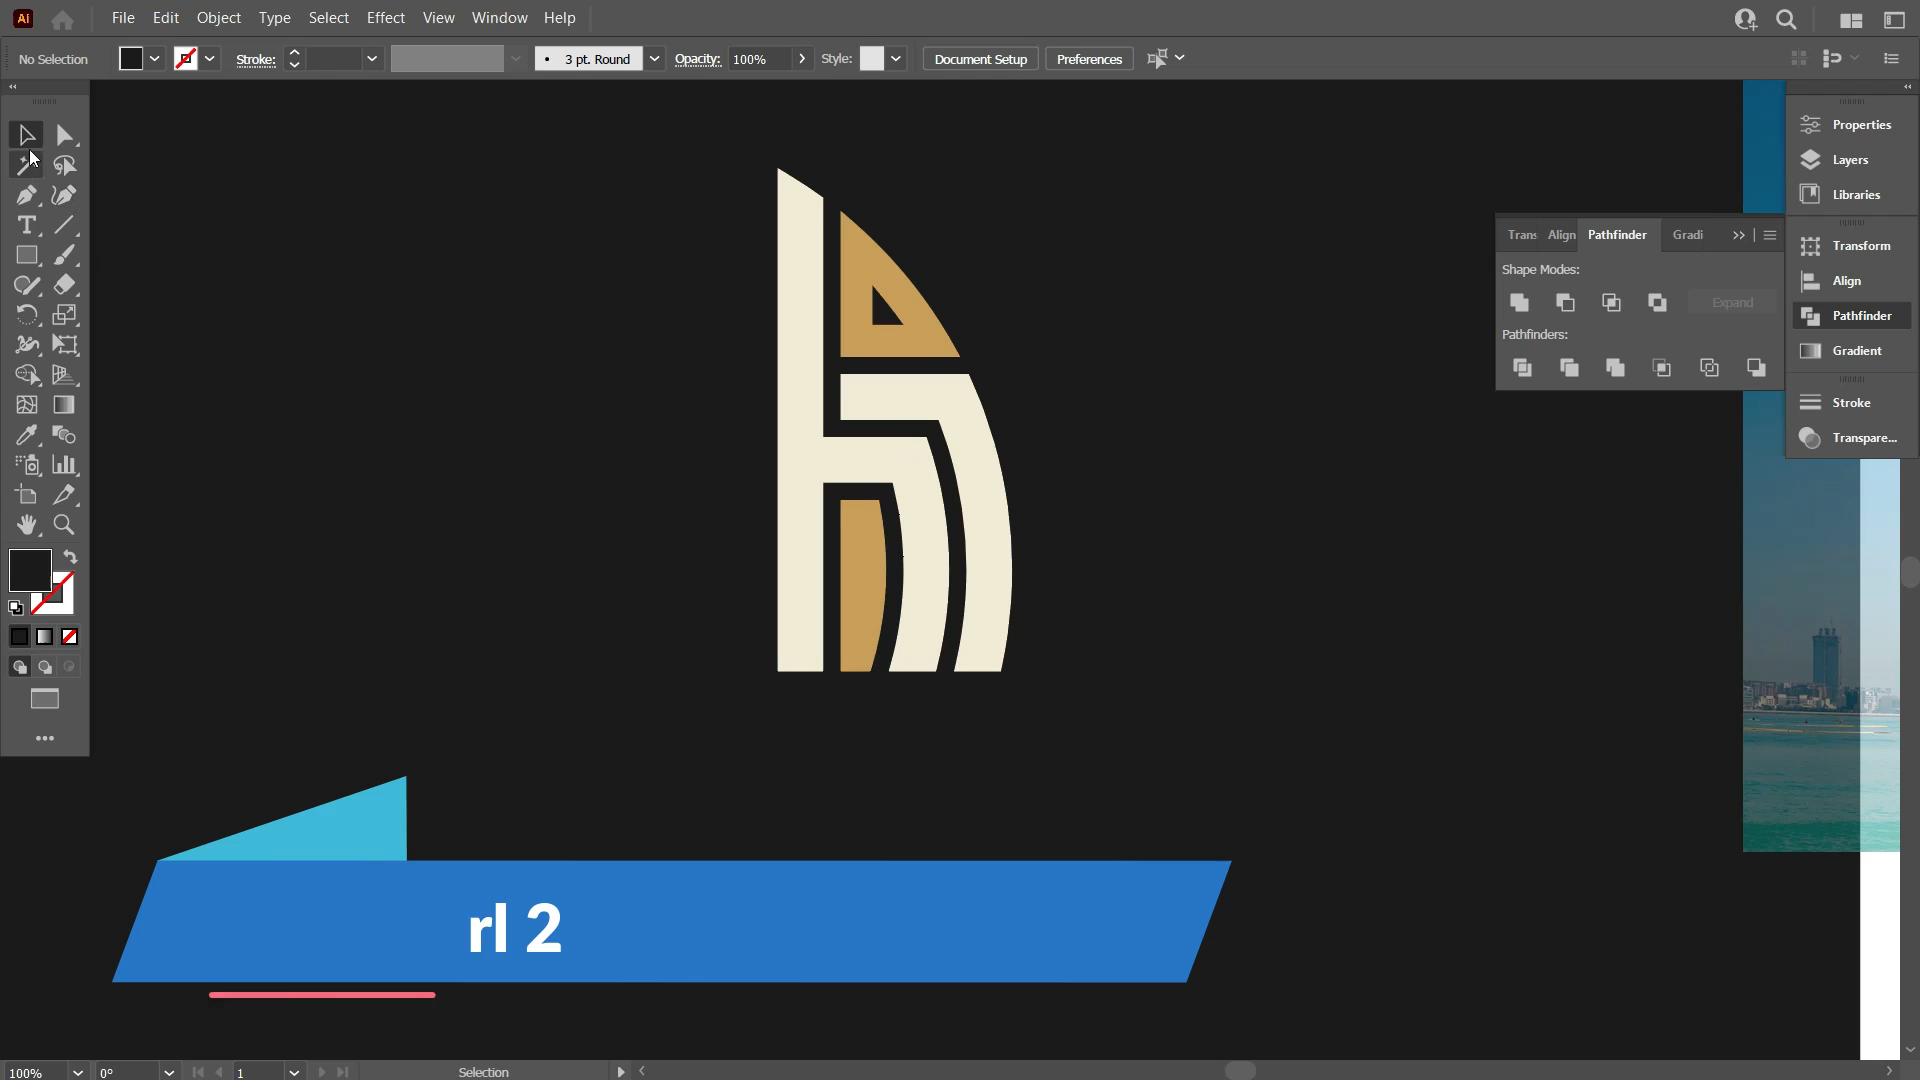 Ai File Edit Object Type Select Effect View Window Help
No Selection Stroke: 3 pt. Round Opacity: 100% Style: Document Setup Preferences
Properties
Layers
Libraries
Trans Align Pathfinder Gradi
Transform
Shape Modes:
Align
Expand
Pathfinder
Pathfinders:
Gradient
Stroke
Transpare...
rl 2
100% 0° 1 Selection